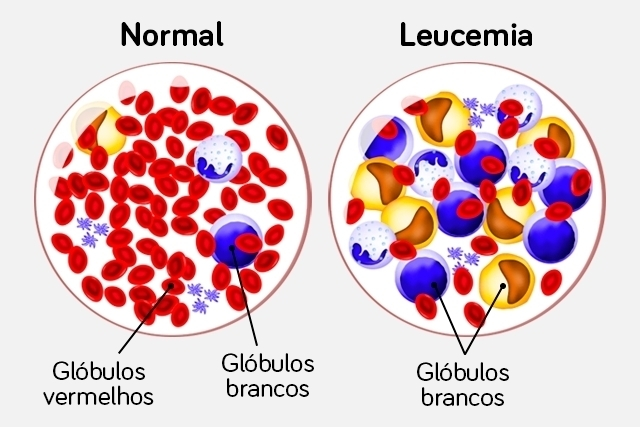 Normal
Leucemia
Glóbulos
vermelhos
Glóbulos
brancos
Glóbulos
brancos